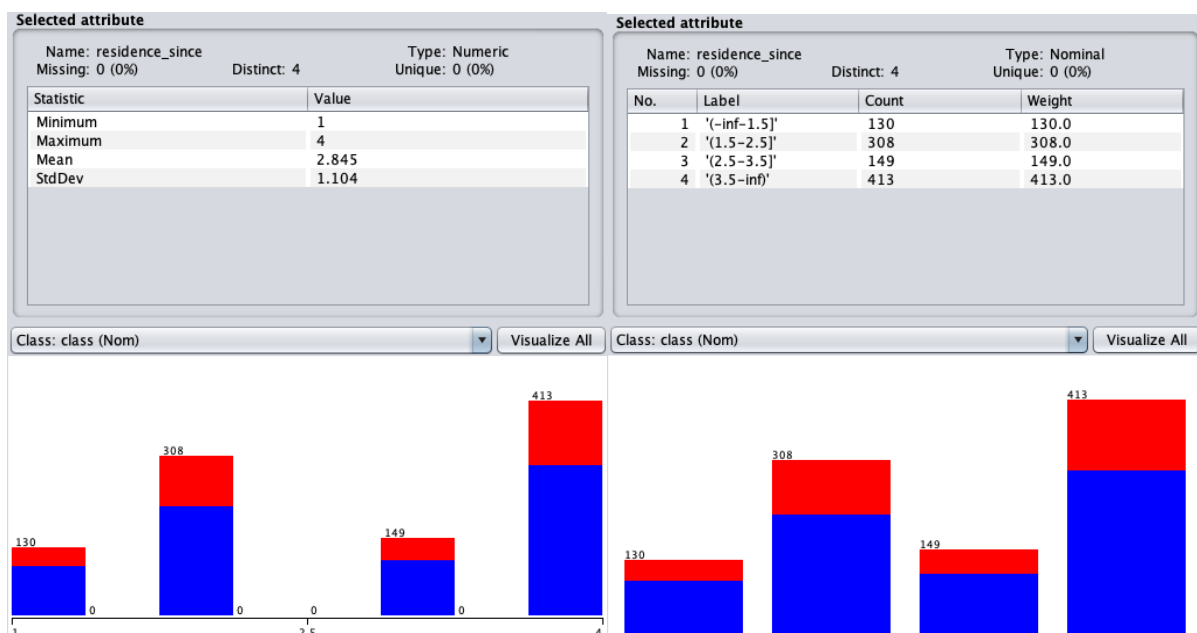 Selected attribute
Name: residence_since Type: Numeric
Missing: 0 (0%) Distinct: 4 Unique: 0 (0%)
Statistic Value
Minimum 1
Maximum 4
Mean 2.845
StdDev 1.104
Class: class (Nom) Visualize All
413
308
149
130
0 0 0 0
1 2.5 4
Selected attribute
Name: residence_since Type: Nominal
Missing: 0 (0%) Distinct: 4 Unique: 0 (0%)
No. Label Count Weight
1 '(-inf-1.5]' 130 130.0
2 '(1.5-2.5]' 308 308.0
3 '(2.5-3.5]' 149 149.0
4 '(3.5-inf)' 413 413.0
Class: class (Nom) Visualize All
413
308
149
130